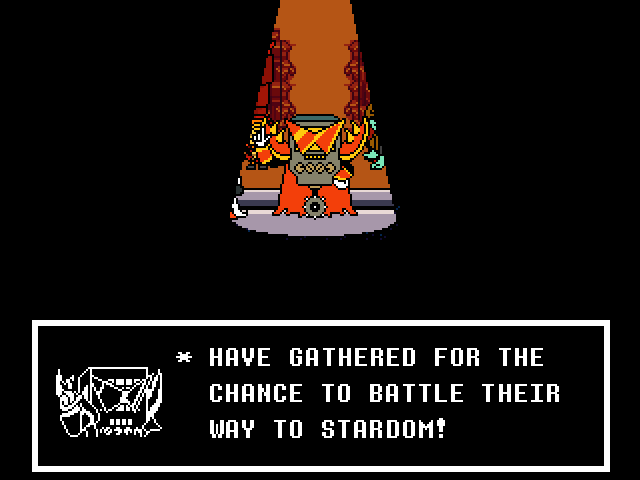 * HAVE GATHERED FOR THE
CHANCE TO BATTLE THEIR
WAY TO STARDOM!